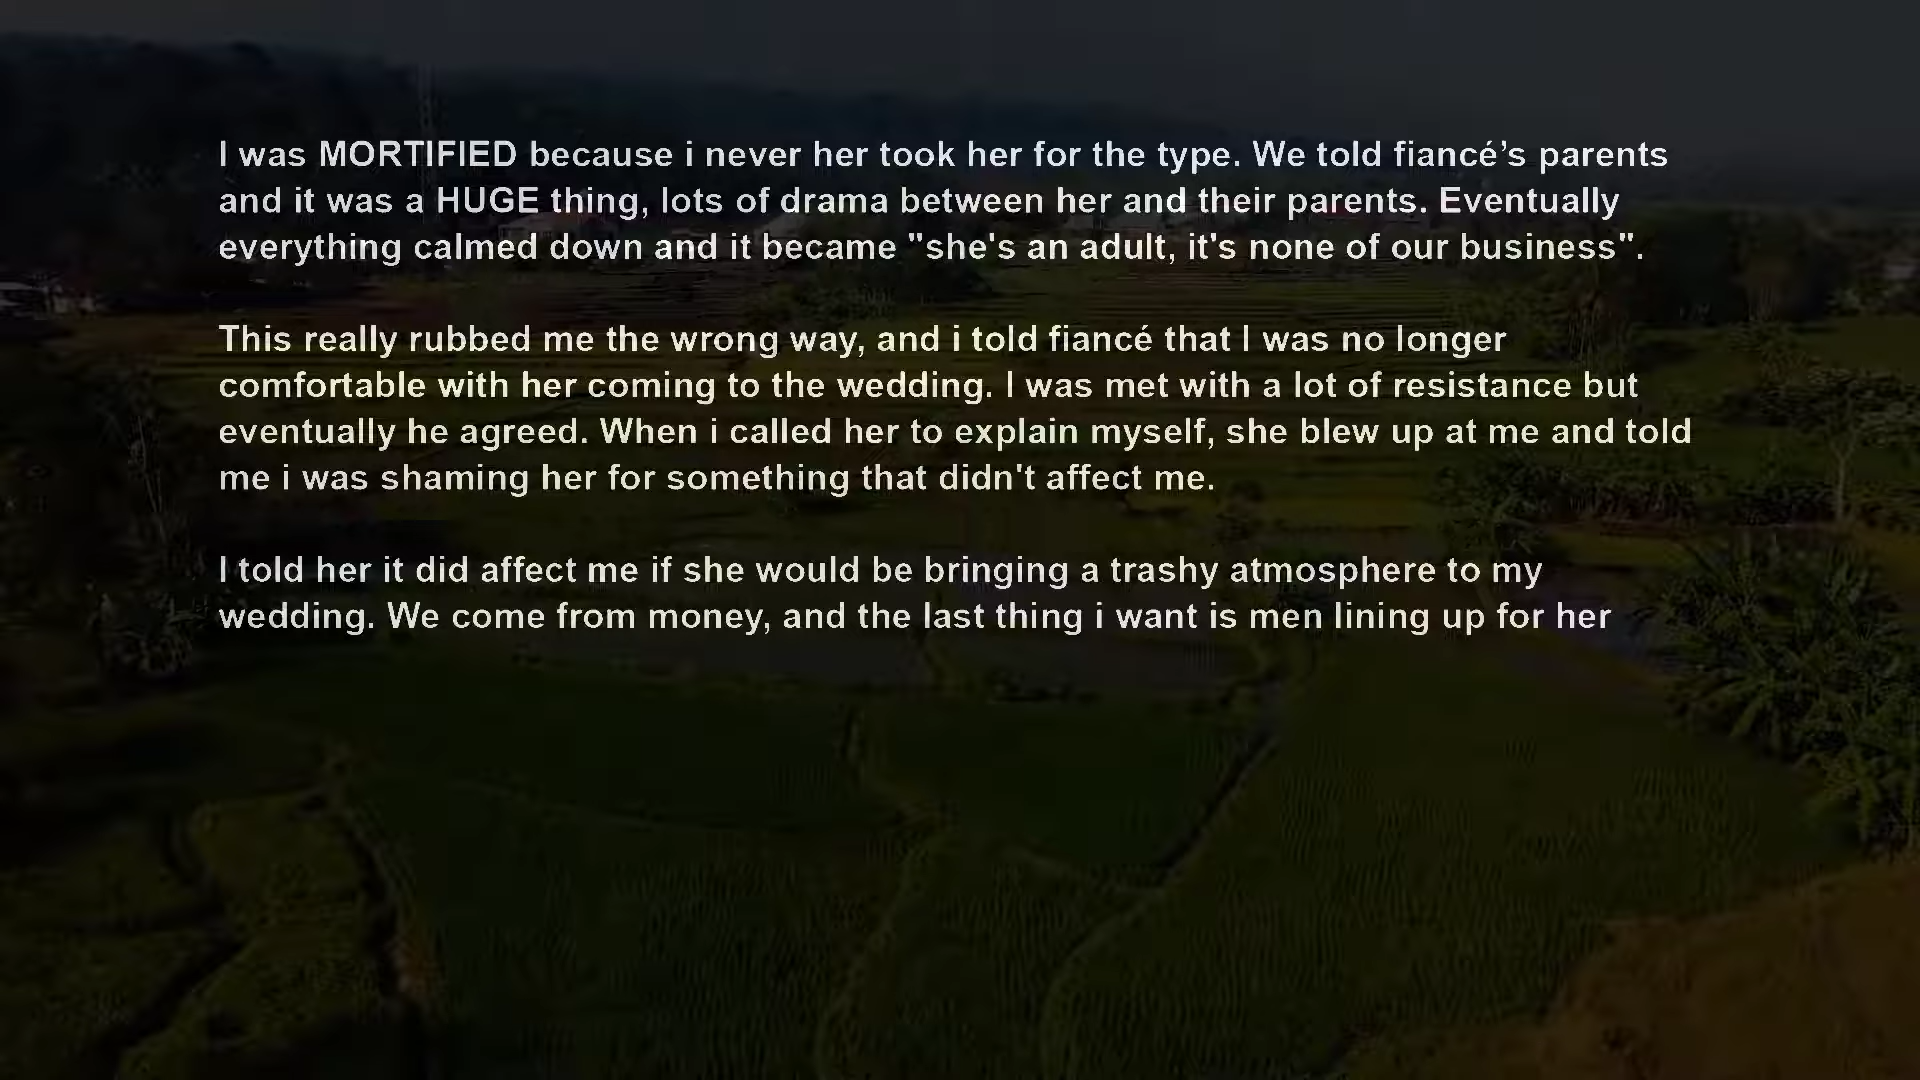 I was MORTIFIED because i never her took her for the type. We told fiancé’s parents
and it was a HUGE thing, lots of drama between her and their parents. Eventually
everything calmed down and it became "she's an adult, it's none of our business".
This really rubbed me the wrong way, and i told fiancé that I was no longer
comfortable with her coming to the wedding. I was met with a lot of resistance but
eventually he agreed. When i called her to explain myself, she blew up at me and told
me i was shaming her for something that didn't affect me.
I told her it did affect me if she would be bringing a trashy atmosphere to my
wedding. We come from money, and the last thing i want is men lining up for her